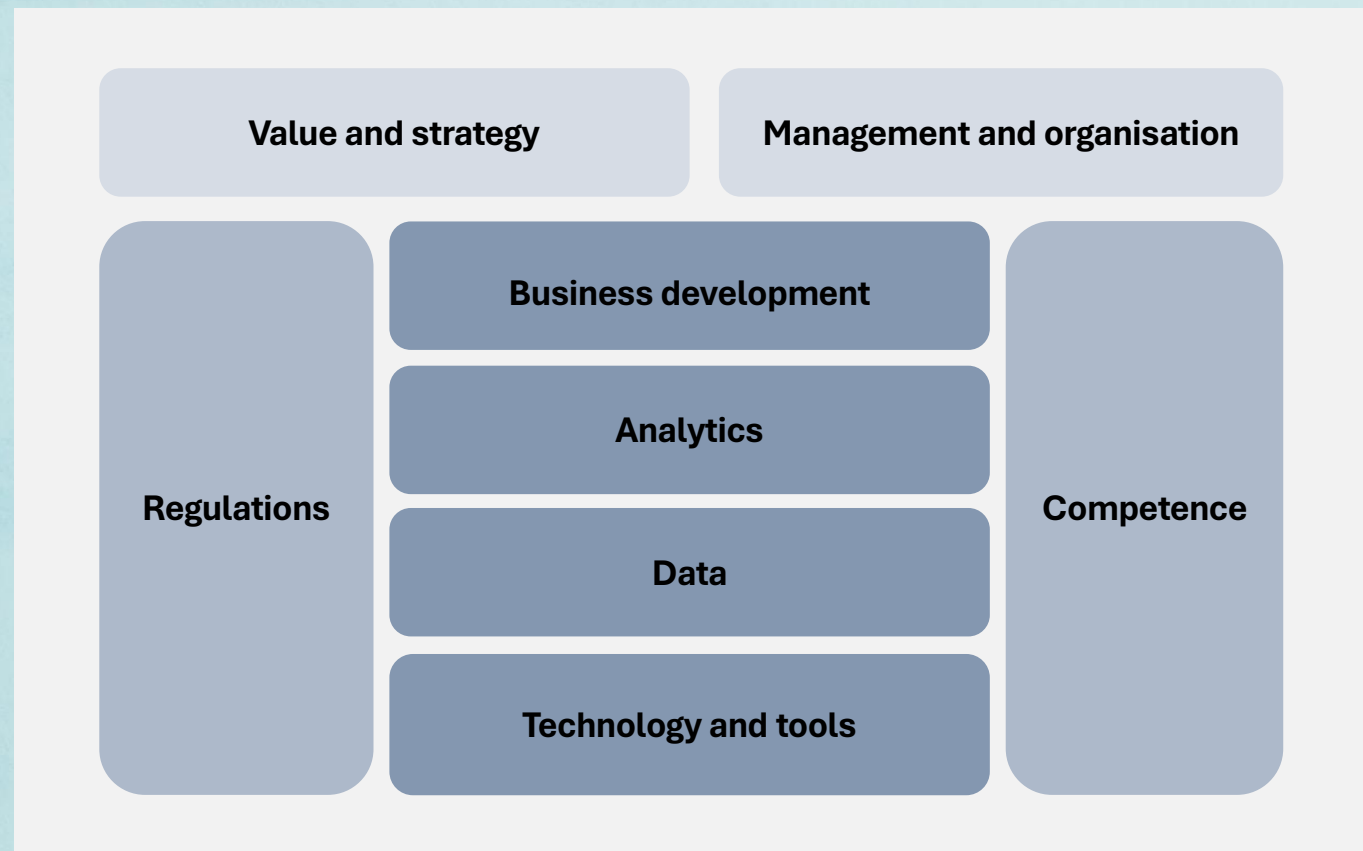 Value and strategy
Management and organisation
Business development
Analytics
Regulations
Competence
Data
Technology and tools